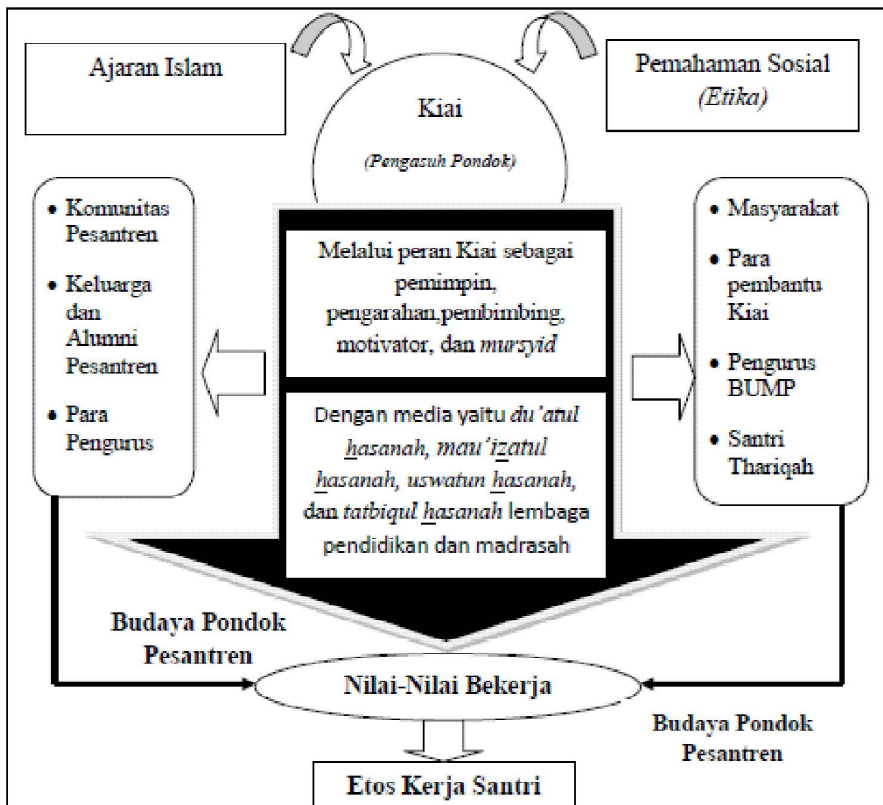 Ajaran Islam
Pemahaman Sosial
(Etika)
Kiai
(Pengasuh Pondok)
• Komunitas
Pesantren
• Keluarga
dan
Alumni
Pesantren
• Para
Pengurus
Melalui peran Kiai sebagai
pemimpin,
pengarahan,pembimbing,
motivator, dan mursyid
Dengan media yaitu du’atul
hasanah, mau’izatul
hasanah, uswatun hasanah,
dan tatbiqul hasanah lembaga
pendidikan dan madrasah
• Masyarakat
• Para
pembantu
Kiai
• Pengurus
BUMP
• Santri
Thariqah
Budaya Pondok
Pesantren
Nilai-Nilai Bekerja
Budaya Pondok
Pesantren
Etos Kerja Santri